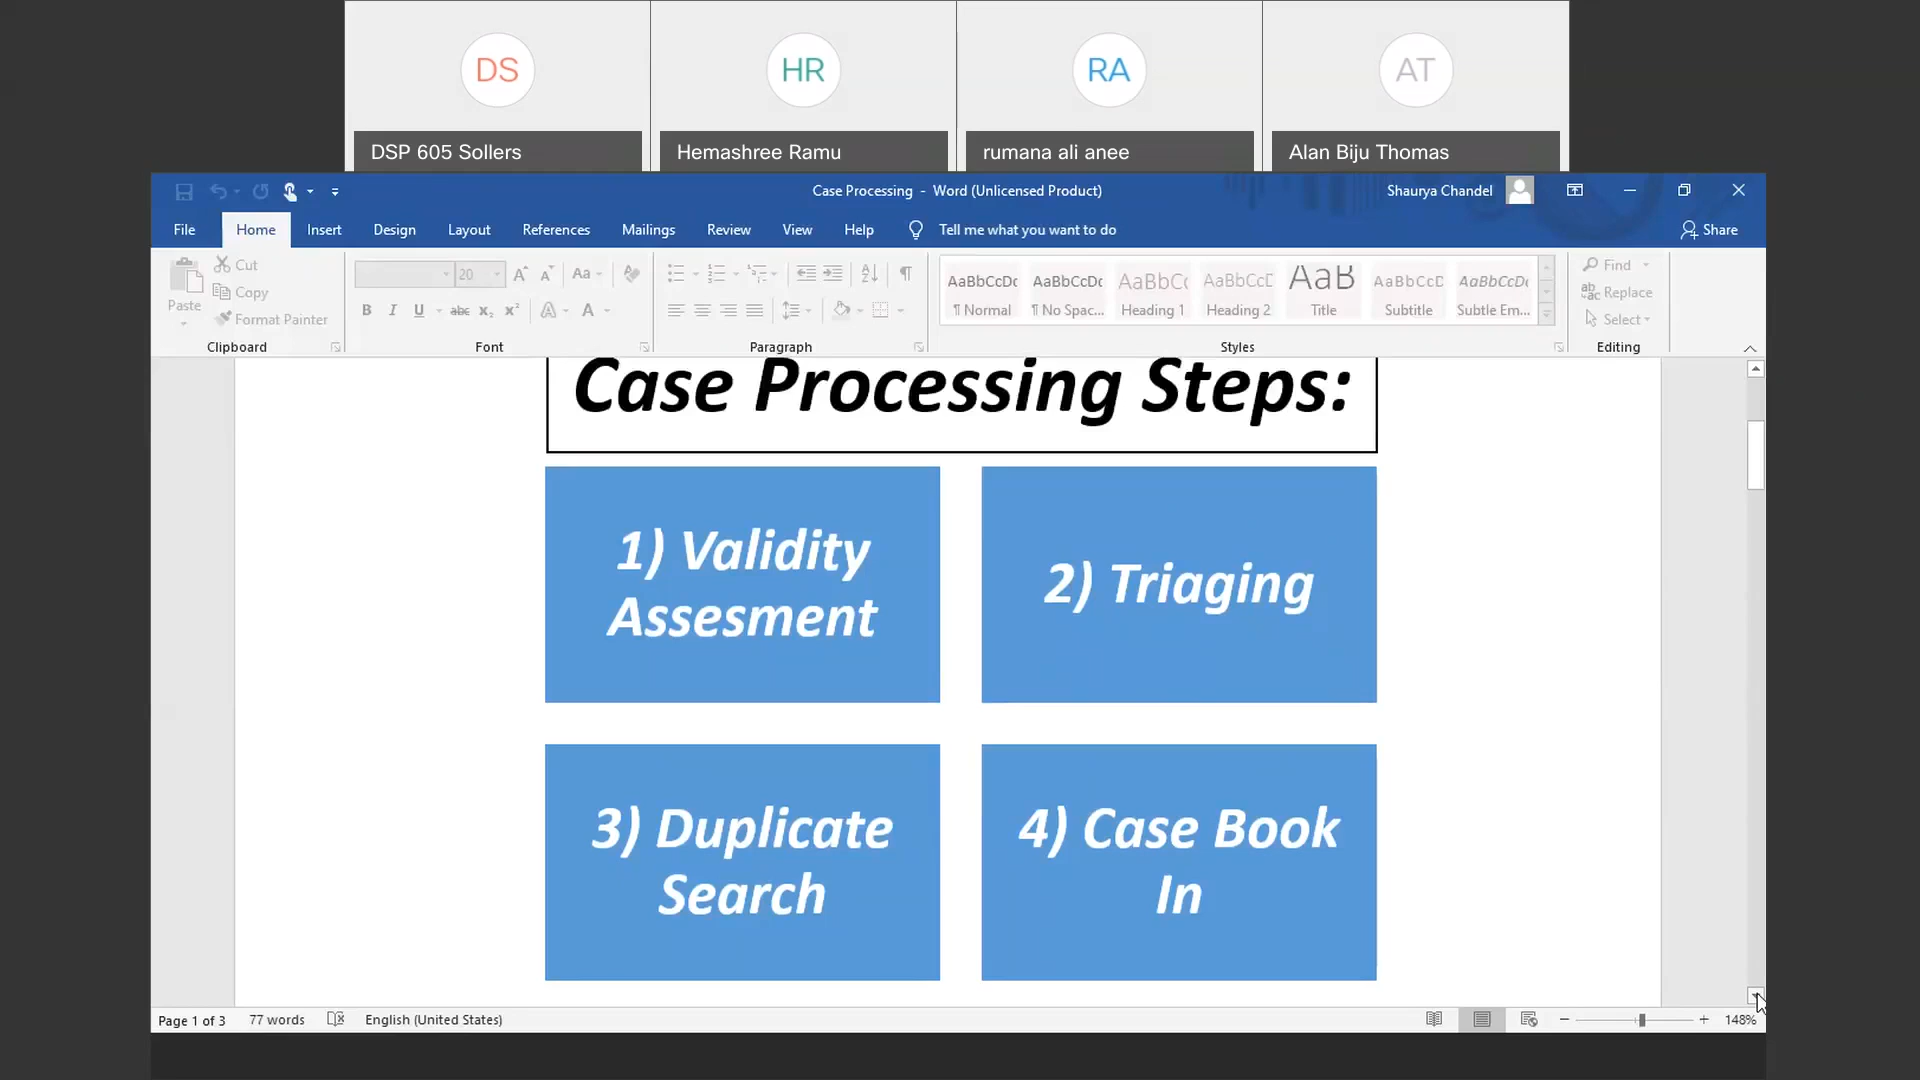 DS
HR
RA
AT
DSP 605 Sollers
Hemashree Ramu
rumana ali anee
Alan Biju Thomas
Case Processing - Word (Unlicensed Product)
Shaurya Chandel
File
Home
Insert
Design
Layout
References
Mailings
Review
View
Help
Tell me what you want to do
Share
Paste
Cut
Copy
Format Painter
Clipboard
20
Aa
B I U abc x₂ x²
A A
Font
Paragraph
AaBbCcDc
¶ Normal
AaBbCcDc
¶ No Spac...
AaBbCc
Heading 1
AaBbCcD
Heading 2
AaB
Title
AaBbCcD
Subtitle
AaBbCcDc
Subtle Em...
Styles
Find
Replace
Select
Editing
Case Processing Steps:
1) Validity
Assesment
2) Triaging
3) Duplicate
Search
4) Case Book
In
Page 1 of 3
77 words
English (United States)
148%